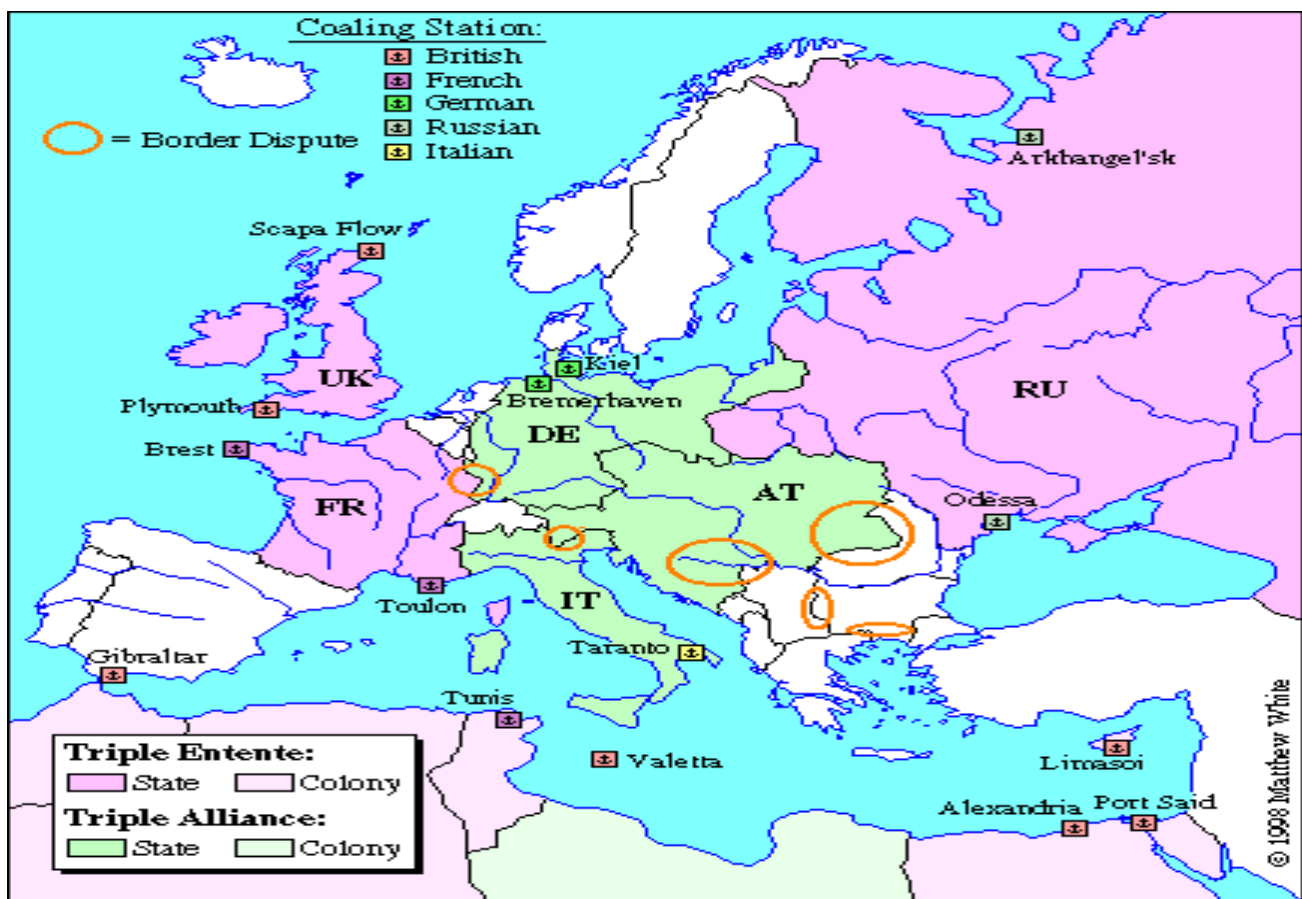 Coaling Station:
British
French
German
Russian
Italian
= Border Dispute
Arkhangel'sk
Scapa Flow
UK
Kiel
RU
Plymouth
Bremerhaven
Brest
DE
FR
AT
Odessa
Toulon
IT
Taranto
Gibraltar
Tunis
Valetta
Limasoi
Alexandria
Port Said
Triple Entente:
State Colony
Triple Alliance:
State Colony
© 1998 Matthew White